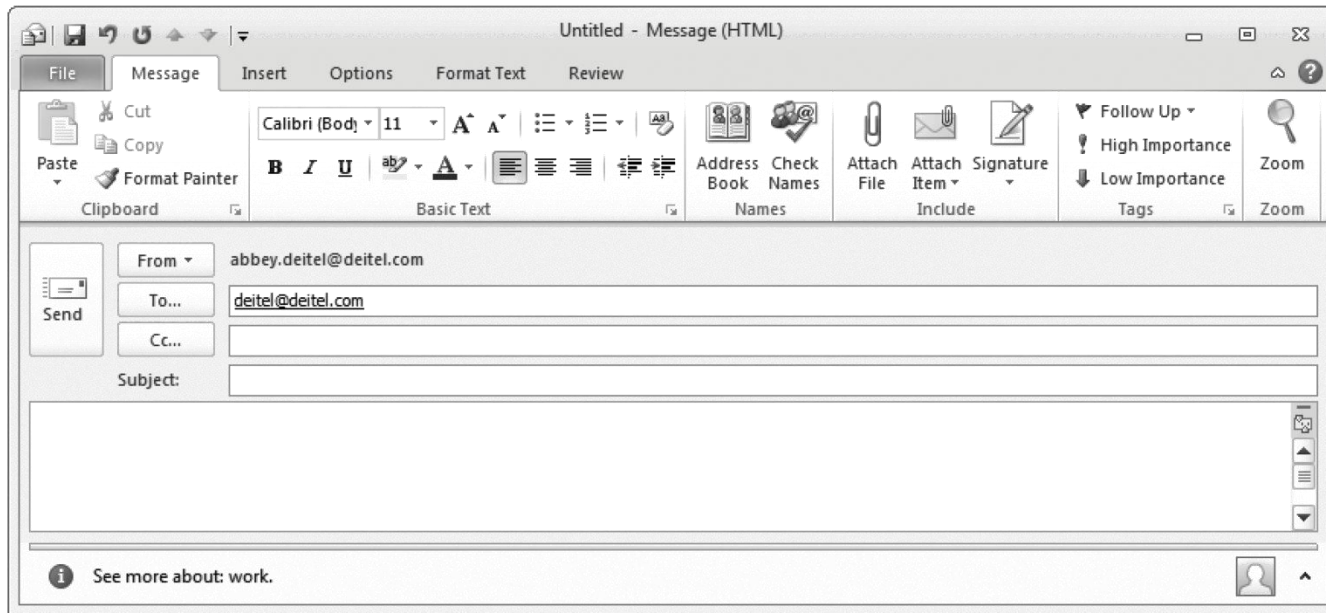 Untitled - Message (HTML)
File Message Insert Options Format Text Review
Cut
Copy
Paste
Format Painter
Clipboard
Calibri (Body 11 A A
B I U ab A
Basic Text
Address Book
Check Names
Names
Attach File
Attach Item
Signature
Include
Follow Up
High Importance
Low Importance
Tags
Zoom
Zoom
From abbey.deitel@deitel.com
Send
To... deitel@deitel.com
Cc...
Subject:
See more about: work.